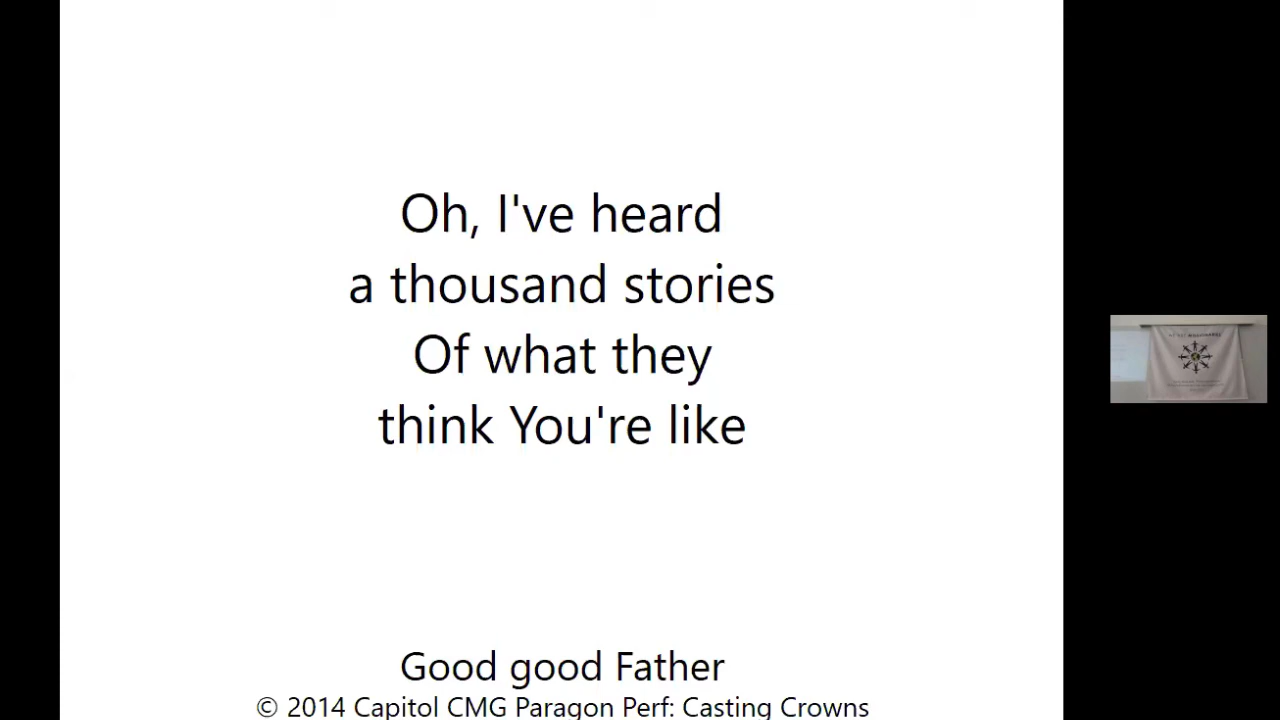 Oh, I've heard
a thousand stories
Of what they
think You're like
Good good Father
© 2014 Capitol CMG Paragon Perf: Casting Crowns